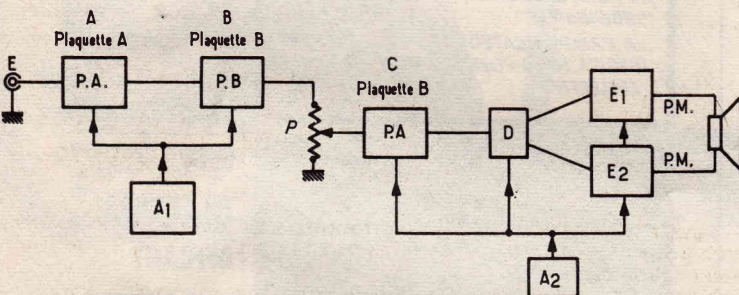 A
Plaquette A
B
Plaquette B
E
P.A.
P.B
P
C
Plaquette B
P.A
D
E1
P.M.
E2
P.M.
A1
A2